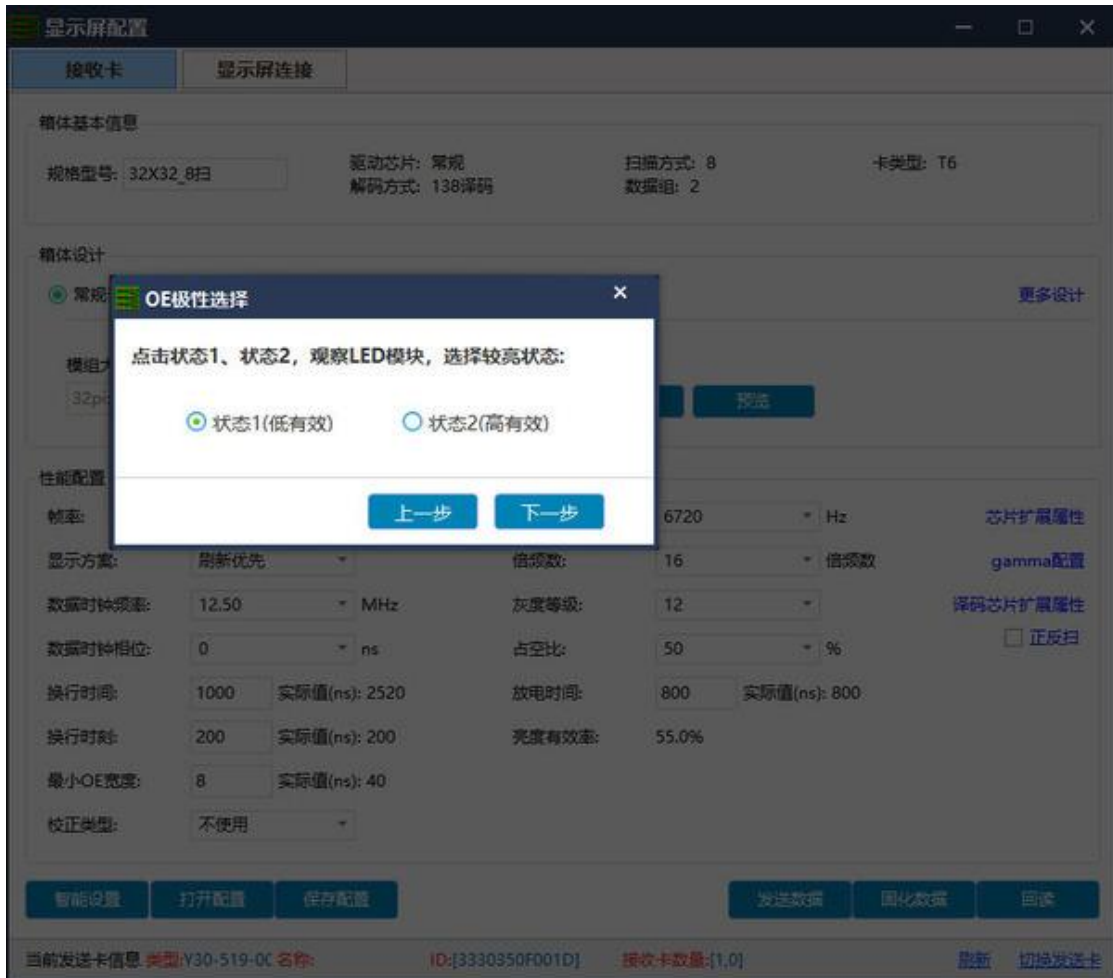 显示屏配置
接收卡 显示屏连接
箱体基本信息
规格型号: 32X32_8扫 驱动芯片: 常规 扫描方式: 8 卡类型: T6
解码方式: 138译码 数据组: 2
箱体设计
常规 更多设计
OE极性选择
点击状态1、状态2，观察LED模块，选择较亮状态:
模组大
32pi 预览
状态1(低有效) 状态2(高有效)
上一步 下一步
性能配置
帧率: 6720 Hz 芯片扩展属性
显示方案: 刷新优先 倍频数: 16 倍频数 gamma配置
数据时钟频率: 12.50 MHz 灰度等级: 12 译码芯片扩展属性
数据时钟相位: 0 ns 占空比: 50 % 正反扫
换行时间: 1000 实际值(ns): 2520 放电时间: 800 实际值(ns): 800
换行时刻: 200 实际值(ns): 200 亮度有效率: 55.0%
最小OE宽度: 8 实际值(ns): 40
校正类型: 不使用
智能设置 打开配置 保存配置 发送数据 固化数据 回读
当前发送卡信息 类型:Y30-519-0C 名称: ID:[3330350F001D] 接收卡数量:[1,0] 刷新 切换发送卡